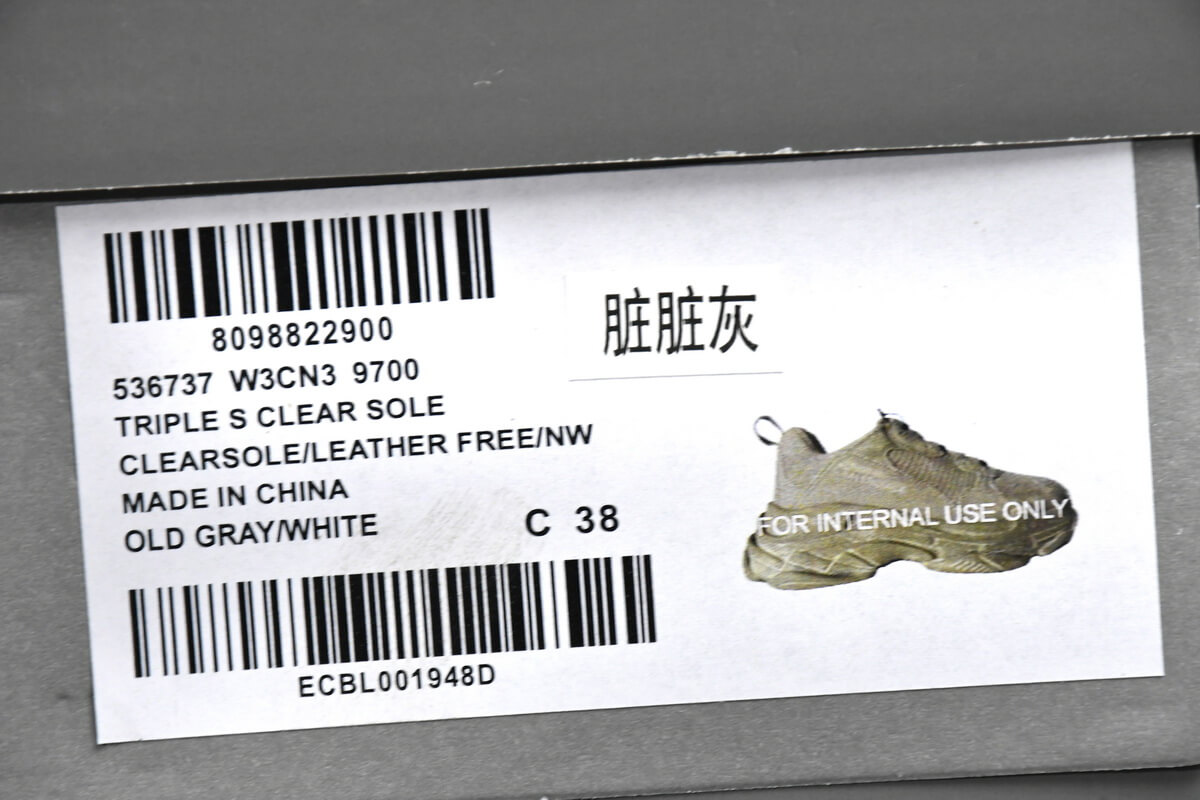 8098822900
536737 W3CN3 9700
TRIPLE S CLEAR SOLE
CLEARSOLE/LEATHER FREE/NW
MADE IN CHINA
OLD GRAY/WHITE
C 38
ECBL001948D
脏脏灰
FOR INTERNAL USE ONLY